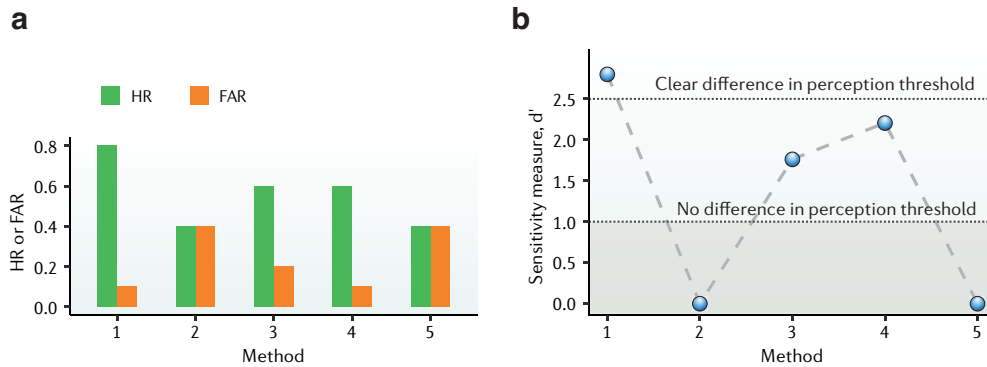 a
HR
FAR
HR or FAR
0.8
0.6
0.4
0.2
0.0
1
2
3
4
5
Method
b
Clear difference in perception threshold
No difference in perception threshold
Sensitivity measure, d'
2.5
2.0
1.5
1.0
0.5
0.0
1
2
3
4
5
Method